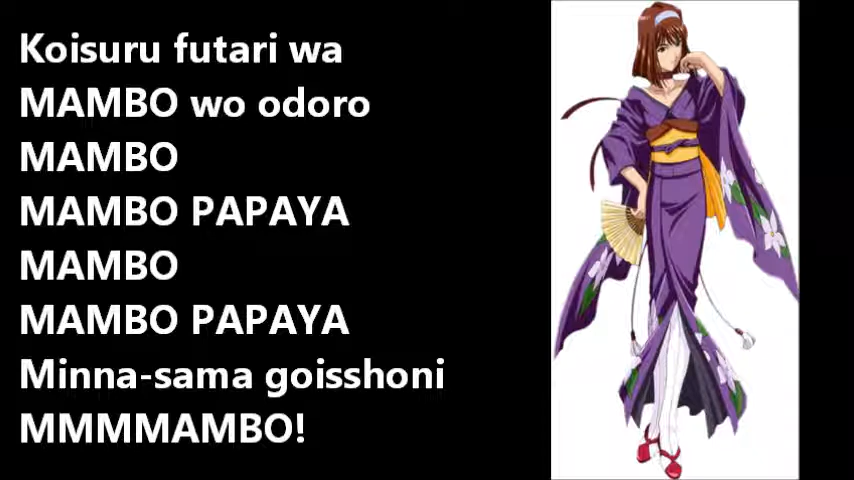 Koisuru futari wa
MAMBO wo odoro
MAMBO
MAMBO PAPAYA
MAMBO
MAMBO PAPAYA
Minna-sama goisshoni
MMMMAMBO!